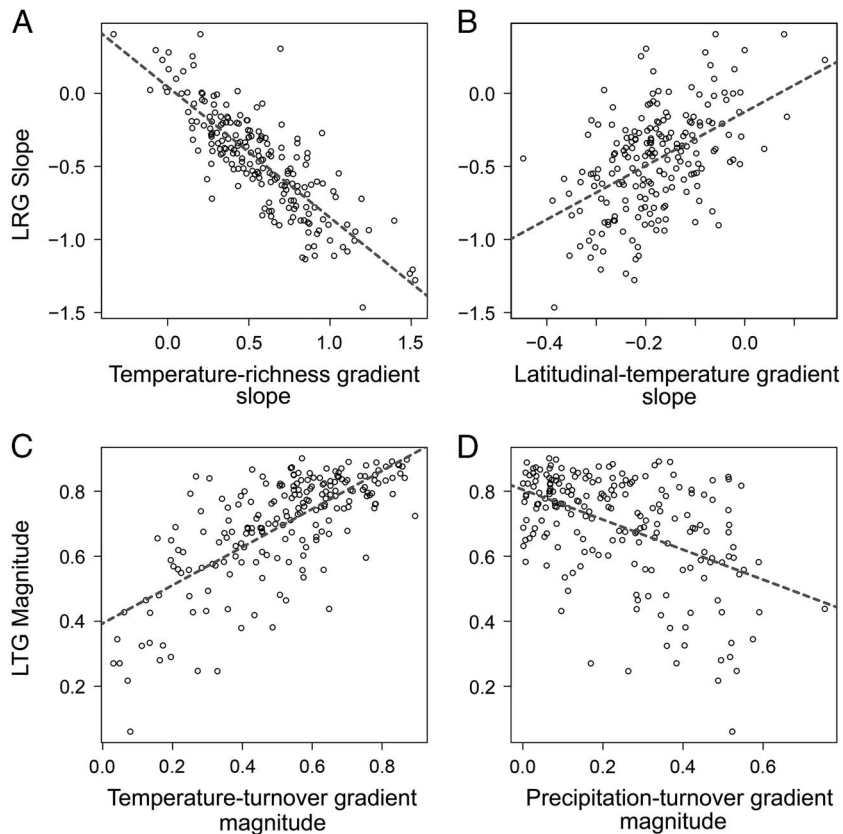 A
B
LRG Slope
0.0
−0.5
−1.0
−1.5
0.0
−0.5
−1.0
−1.5
0.0 0.5 1.0 1.5
−0.4 −0.2 0.0
Temperature-richness gradient
slope
Latitudinal-temperature gradient
slope
C
D
LTG Magnitude
0.8
0.6
0.4
0.2
0.8
0.6
0.4
0.2
0.0 0.2 0.4 0.6 0.8
0.0 0.2 0.4 0.6
Temperature-turnover gradient
magnitude
Precipitation-turnover gradient
magnitude